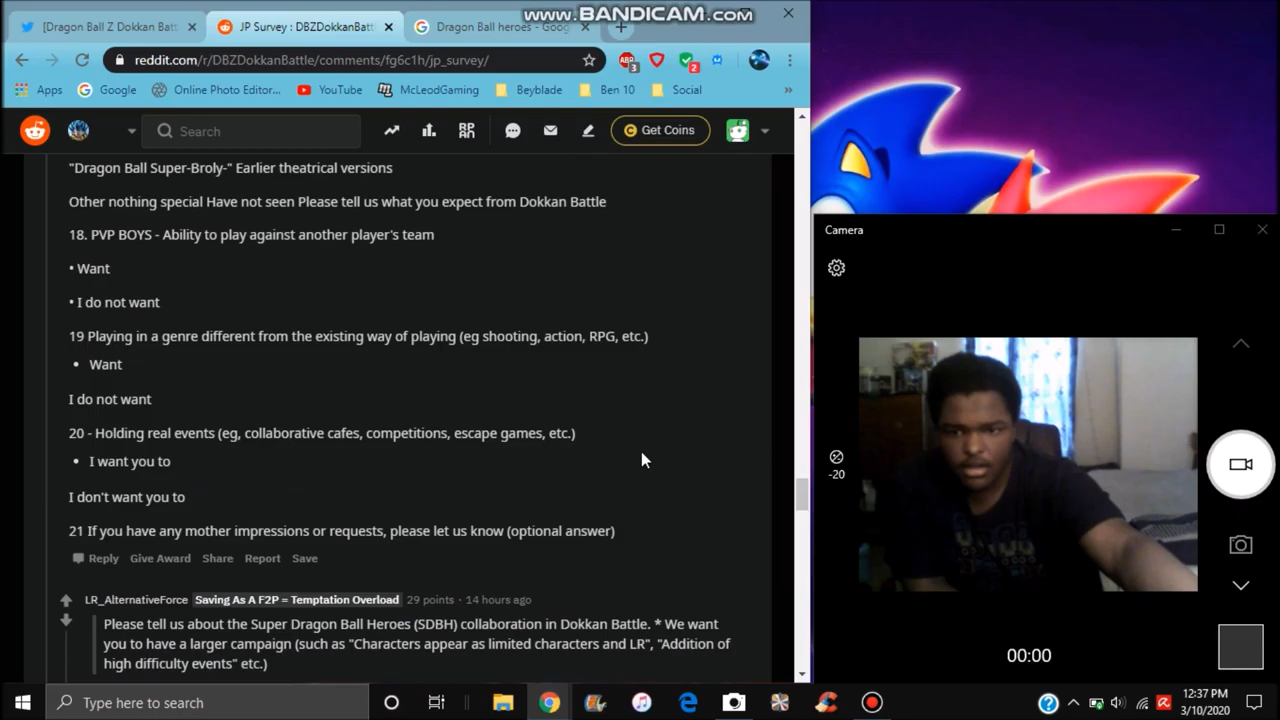 www.BANDICAM.com
[Dragon Ball Z Dokkan Batt
JP Survey : DBZDokkanBatt
Dragon Ball heroes - Goog
reddit.com/r/DBZDokkanBattle/comments/fg6c1h/jp_survey/
ABP 3
2
Apps
Google
Online Photo Editor...
YouTube
McLeodGaming
Beyblade
Ben 10
Social
»
Search
Get Coins
"Dragon Ball Super-Broly-" Earlier theatrical versions
Other nothing special Have not seen Please tell us what you expect from Dokkan Battle
18. PVP BOYS - Ability to play against another player's team
• Want
• I do not want
19 Playing in a genre different from the existing way of playing (eg shooting, action, RPG, etc.)
• Want
I do not want
20 - Holding real events (eg, collaborative cafes, competitions, escape games, etc.)
• I want you to
I don't want you to
21 If you have any mother impressions or requests, please let us know (optional answer)
Reply Give Award Share Report Save
LR_AlternativeForce Saving As A F2P = Temptation Overload 29 points · 14 hours ago
Please tell us about the Super Dragon Ball Heroes (SDBH) collaboration in Dokkan Battle. * We want
you to have a larger campaign (such as "Characters appear as limited characters and LR", "Addition of
high difficulty events" etc.)
Camera
-20
00:00
Type here to search
12:37 PM
3/10/2020